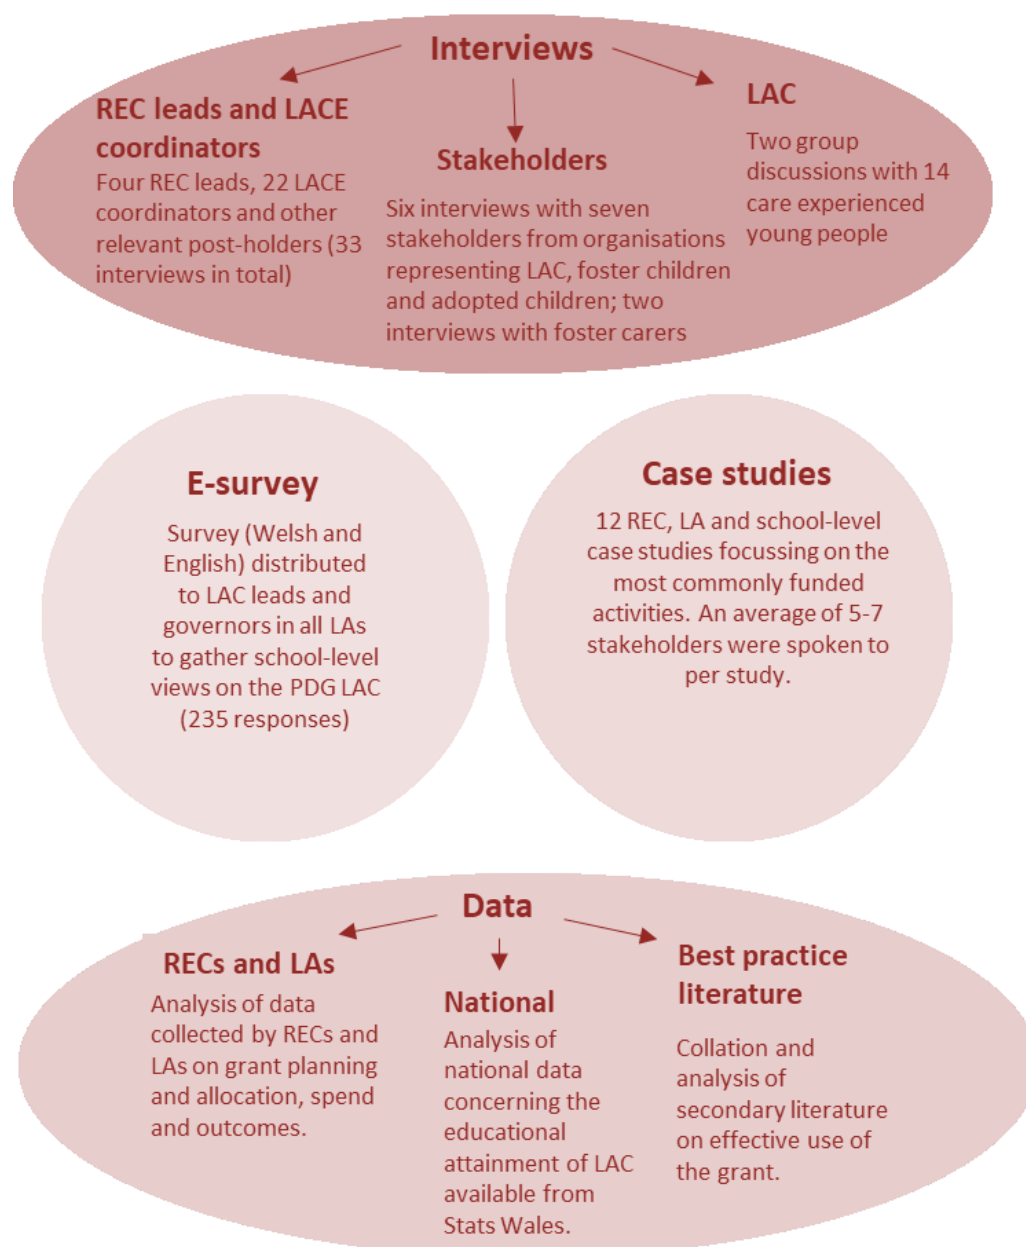 Interviews
REC leads and LACE
coordinators
Four REC leads, 22 LACE
coordinators and other
relevant post-holders (33
interviews in total)
Stakeholders
Six interviews with seven
stakeholders from organisations
representing LAC, foster children
and adopted children; two
interviews with foster carers
LAC
Two group
discussions with 14
care experienced
young people
E-survey
Survey (Welsh and
English) distributed
to LAC leads and
governors in all LAs
to gather school-level
views on the PDG LAC
(235 responses)
Case studies
12 REC, LA and school-level
case studies focussing on the
most commonly funded
activities. An average of 5-7
stakeholders were spoken to
per study.
Data
RECs and LAs
Analysis of data
collected by RECs and
LAs on grant planning
and allocation, spend
and outcomes.
National
Analysis of
national data
concerning the
educational
attainment of LAC
available from
Stats Wales.
Best practice
literature
Collation and
analysis of
secondary literature
on effective use of
the grant.